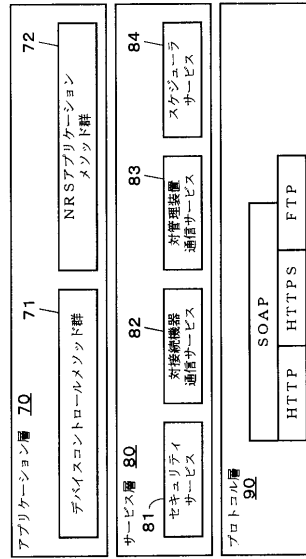 アプリケーション層 70
71
72
デバイスコントロールメソッド群
NRSアプリケーション
メソッド群
サービス層 80
81
82
83
84
セキュリティ
サービス
対接続機器
通信サービス
対管理装置
通信サービス
スケジューラ
サービス
プロトコル層
90
SOAP
HTTP
HTTPS
FTP